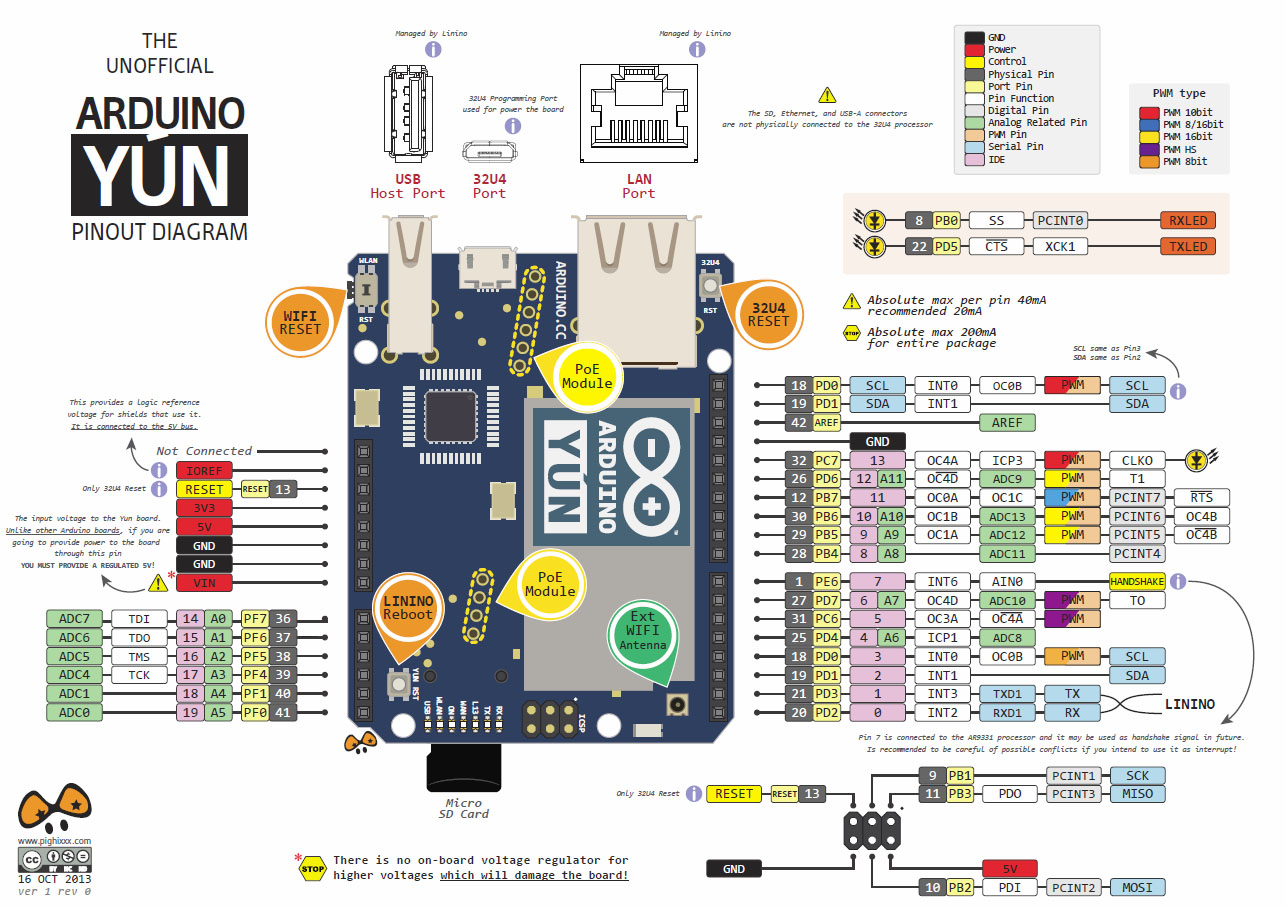 THE
UNOFFICIAL
ARDUINO
YÚN
PINOUT DIAGRAM
Managed by Linino
32U4 Programming Port
used for power the board
Managed by Linino
USB
Host Port
32U4
Port
LAN
Port
The SD, Ethernet, and USB-A connectors
are not physically connected to the 32U4 processor
GND
Power
Control
Physical Pin
Port Pin
Pin Function
Digital Pin
Analog Related Pin
PWM Pin
Serial Pin
IDE
PWM type
PWM 10bit
PWM 8/16bit
PWM 16bit
PWM HS
PWM 8bit
8 PB0 SS PCINT0 RXLED
22 PD5 CTS XCK1 TXLED
Absolute max per pin 40mA
recommended 20mA
STOP
Absolute max 200mA
for entire package
SCL same as Pin3
SDA same as Pin2
WLAN
RST
WIFI
RESET
ARDUINO.CC
32U4
RST
32U4
RESET
PoE
Module
ARDUINO
YÚN
PoE
Module
LININO
Reboot
Ext
WIFI
Antenna
YUN RST
USB
WLAN
ON
WAN
L13
TX
RX
ICSP
Micro
SD Card
This provides a logic reference
voltage for shields that use it.
It is connected to the 5V bus.
Not Connected
IOREF
Only 32U4 Reset RESET RESET 13
3V3
5V
GND
GND
* VIN
The input voltage to the Yun board.
Unlike other Arduino boards, if you are
going to provide power to the board
through this pin
YOU MUST PROVIDE A REGULATED 5V!
ADC7 TDI 14 A0 PF7 36
ADC6 TDO 15 A1 PF6 37
ADC5 TMS 16 A2 PF5 38
ADC4 TCK 17 A3 PF4 39
ADC1 18 A4 PF1 40
ADC0 19 A5 PF0 41
18 PD0 SCL INT0 OC0B PWM SCL
19 PD1 SDA INT1 SDA
42 AREF AREF
GND
32 PC7 13 OC4A ICP3 PWM CLKO
26 PD6 12 A11 OC4D ADC9 PWM T1
12 PB7 11 OC0A OC1C PWM PCINT7 RTS
30 PB6 10 A10 OC1B ADC13 PWM PCINT6 OC4B
29 PB5 9 A9 OC1A ADC12 PWM PCINT5 OC4B
28 PB4 8 A8 ADC11 PCINT4
1 PE6 7 INT6 AIN0 HANDSHAKE
27 PD7 6 A7 OC4D ADC10 PWM TO
31 PC6 5 OC3A OC4A PWM
25 PD4 4 A6 ICP1 ADC8
18 PD0 3 INT0 OC0B PWM SCL
19 PD1 2 INT1 SDA
21 PD3 1 INT3 TXD1 TX
20 PD2 0 INT2 RXD1 RX
LININO
Pin 7 is connected to the AR9331 processor and it may be used as handshake signal in future.
Is recommended to be careful of possible conflicts if you intend to use it as interrupt!
9 PB1 PCINT1 SCK
Only 32U4 Reset RESET RESET 13
11 PB3 PDO PCINT3 MISO
GND
5V
10 PB2 PDI PCINT2 MOSI
www.pighixxx.com
cc
BY NC ND
16 OCT 2013
ver 1 rev 0
* STOP
There is no on-board voltage regulator for
higher voltages which will damage the board!